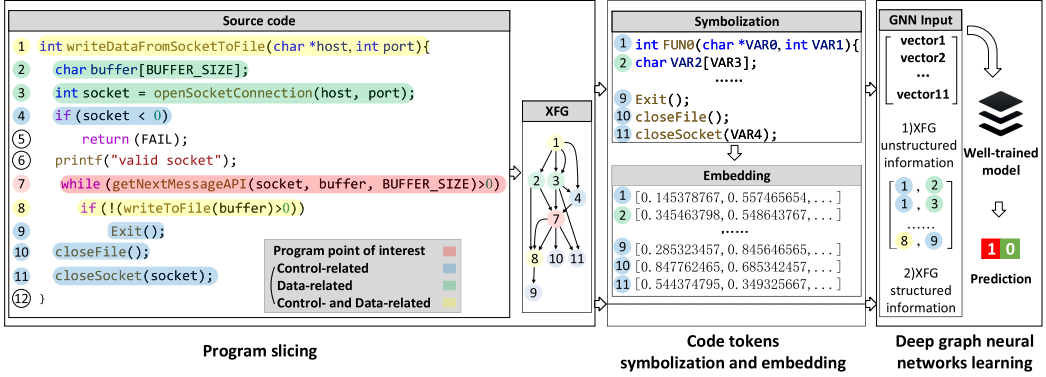 Source code
1 int writeDataFromSocketToFile(char *host, int port){
2 char buffer[BUFFER_SIZE];
3 int socket = openSocketConnection(host, port);
4 if (socket < 0)
5 return (FAIL);
6 printf("valid socket");
7 while (getNextMessageAPI(socket, buffer, BUFFER_SIZE)>0)
8 if (!(writeToFile(buffer)>0))
9 Exit();
10 closeFile();
11 closeSocket(socket);
12 }
Program point of interest
Control-related
Data-related
Control- and Data-related
XFG
1
2 3
4
7
8 10 11
9
Program slicing
Symbolization
1 int FUN0(char *VAR0, int VAR1){
2 char VAR2[VAR3];
......
9 Exit();
10 closeFile();
11 closeSocket(VAR4);
Embedding
1 [0.145378767, 0.557465654, ...]
2 [0.345463798, 0.548643767, ...]
......
9 [0.285323457, 0.845646565, ...]
10 [0.847762465, 0.685342457, ...]
11 [0.544374795, 0.349325667, ...]
Code tokens
symbolization and embedding
GNN Input
vector1
vector2
...
vector11
1)XFG
unstructured
information
1 , 2
1 , 3
......
8 , 9
2)XFG
structured
information
Well-trained
model
1 0
Prediction
Deep graph neural
networks learning